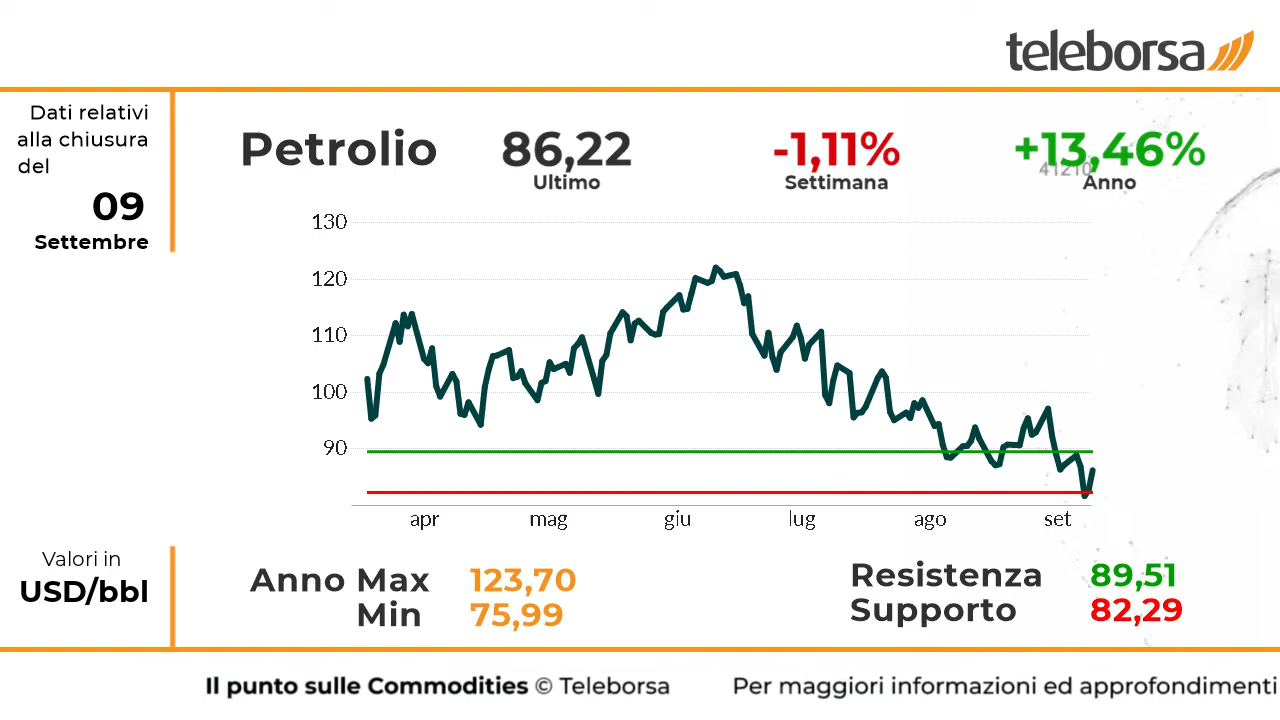 teleborsa
Dati relativi
alla chiusura
del
09
Settembre
Petrolio 86,22 -1,11% +13,46%
41210
Ultimo Settimana Anno
130
120
110
100
90
apr mag giu lug ago set
Valori in
USD/bbl
Anno Max 123,70
Min 75,99
Resistenza 89,51
Supporto 82,29
Il punto sulle Commodities © Teleborsa Per maggiori informazioni ed approfondimenti